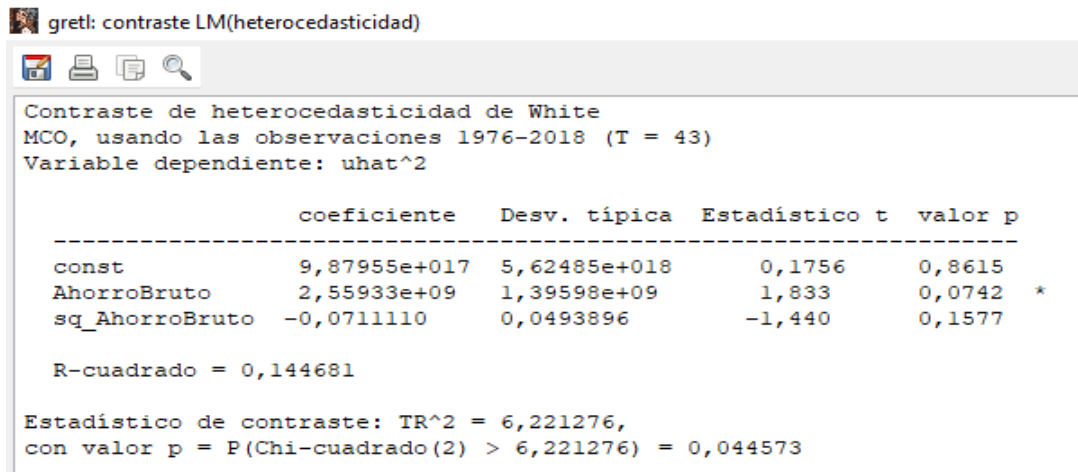 gretl: contraste LM(heterocedasticidad)
Contraste de heterocedasticidad de White
MCO, usando las observaciones 1976-2018 (T = 43)
Variable dependiente: uhat^2
coeficiente Desv. típica Estadístico t valor p
------------------------------------------------------------------
const 9,87955e+017 5,62485e+018 0,1756 0,8615
AhorroBruto 2,55933e+09 1,39598e+09 1,833 0,0742 *
sq_AhorroBruto -0,0711110 0,0493896 -1,440 0,1577
R-cuadrado = 0,144681
Estadístico de contraste: TR^2 = 6,221276,
con valor p = P(Chi-cuadrado(2) > 6,221276) = 0,044573